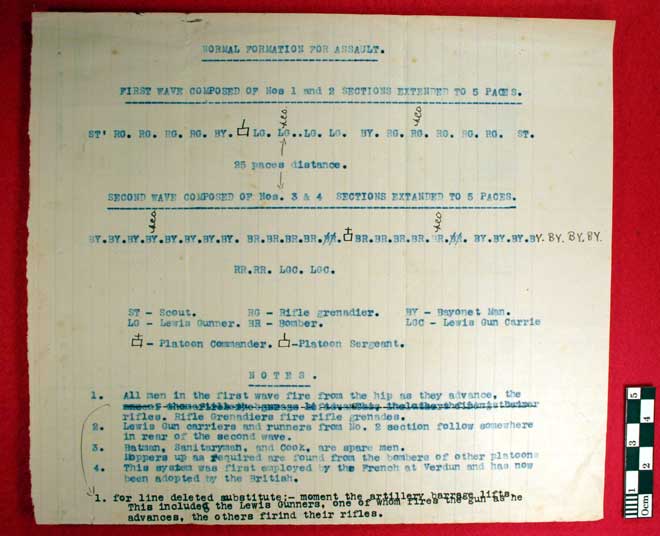 NORMAL FORMATION FOR ASSAULT.
FIRST WAVE COMPOSED OF Nos 1 and 2 SECTIONS EXTENDED TO 5 PACES.
ST' RG. RG. RG. RG. BY. LG. LG..LG. LG. BY. RG. RG. RG. RG. RG. ST.
25 paces distance.
SECOND WAVE COMPOSED OF Nos. 3 & 4 SECTIONS EXTANDED TO 5 PACES.
BY.BY.BY.BY.BY.BY.BY.BY. BR.BR.BR.BR. BR.BR.BR.BR.BR. BY.BY.BY.BY. BY. BY. BY.
RR.RR. LGC. LGC.
ST - Scout. RG - Rifle grenadier. BY - Bayonet Man.
LG - Lewis Gunner. BR - Bomber. LGC - Lewis Gun Carrie
- Platoon Commander. -Platoon Sergeant.
NOTES.
1. All men in the first wave fire from the hip as they advance, the
rifles. Rifle Grenadiers fire rifle grenades.
2. Lewis Gun carriers and runners from No. 2 section follow somewhere
in rear of the second wave.
3. Batman, Sanitaryman, and Cook, are spare men.
Moppers up as required are found from the bombers of other platoons
4. This system was first employed by the French at Verdun and has now
been adopted by the British.
1. for line deleted substitute;- moment the artillery barrage lifts.
This included the Lewis Gunners, one of whom fires the gun as he
advances, the others firind their rifles.
0cm 1 2 3 4 5